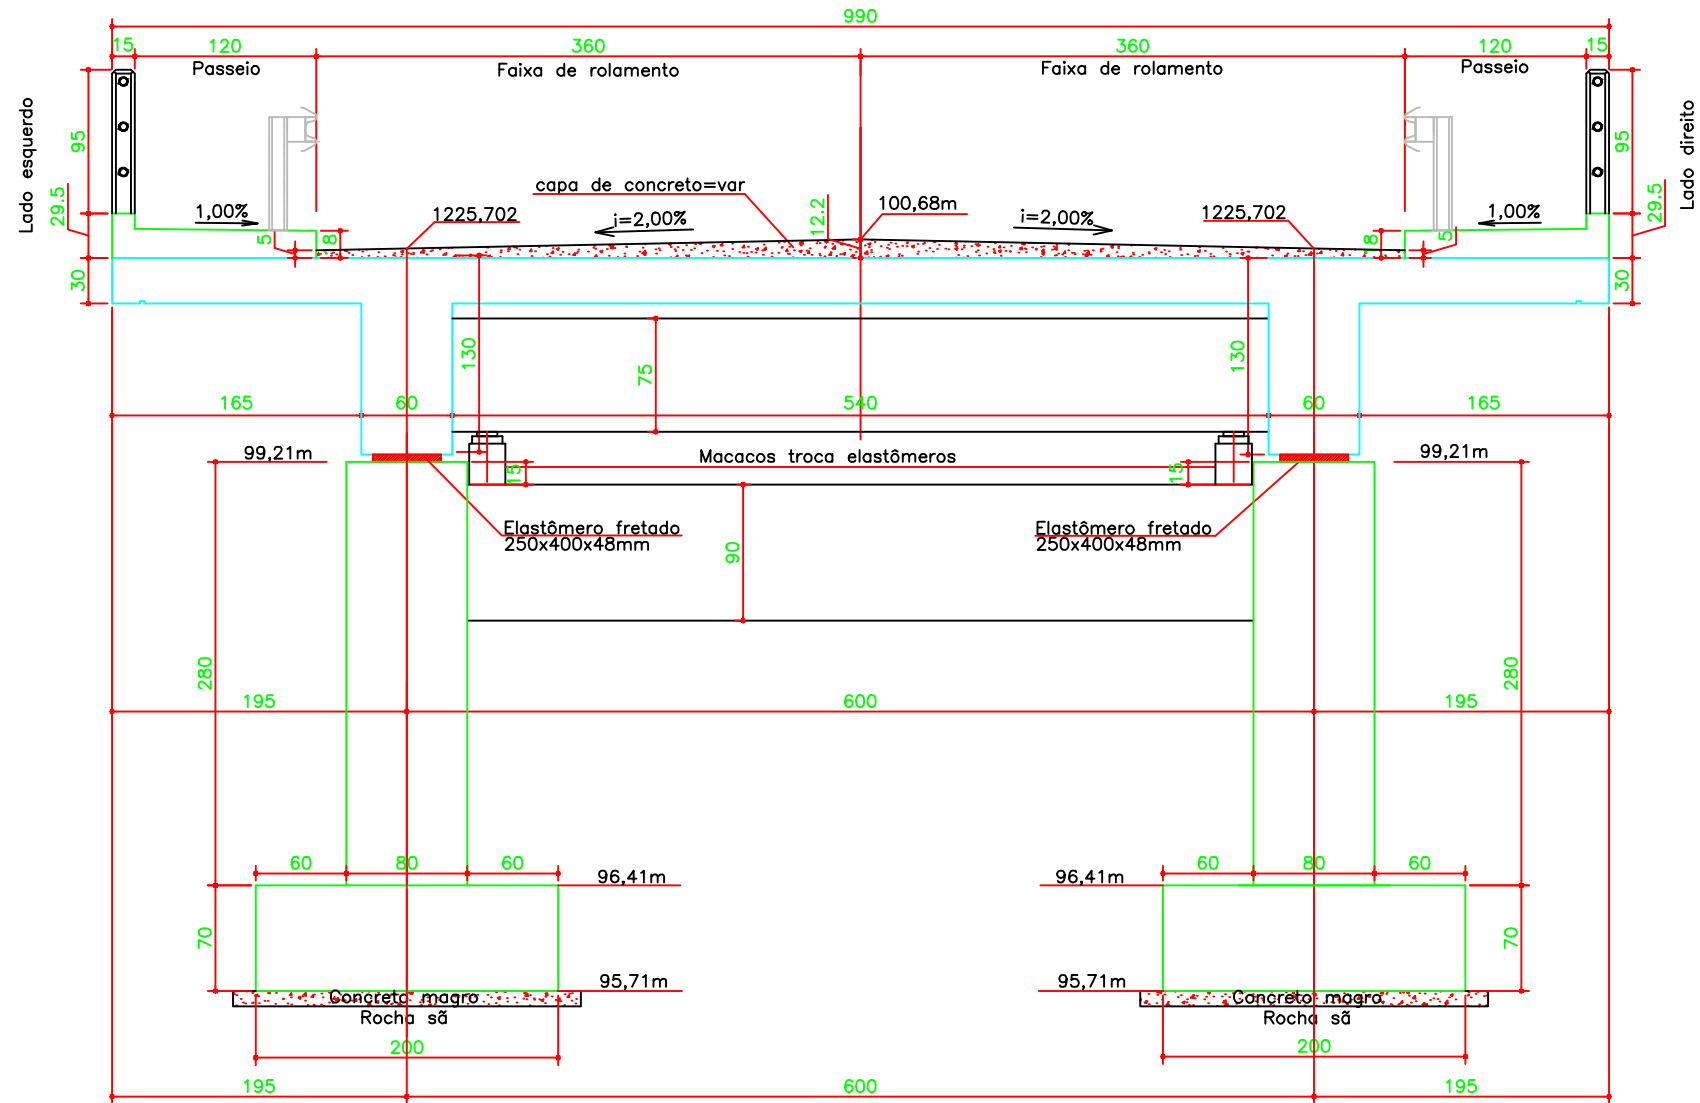 990
15 120 360 360 120 15
Passeio Faixa de rolamento Faixa de rolamento Passeio
Lado esquerdo
Lado direito
95
95
29.5
29.5
capa de concreto=var
1,00%
1225,702
i=2,00%
12.2
100,68m
i=2,00%
1225,702
1,00%
5
8
8
5
30
30
130
75
130
165 60 540 60 165
99,21m
Macacos troca elastômeros
99,21m
15
15
Elastômero fretado
250x400x48mm
Elastômero fretado
250x400x48mm
90
280
280
195 600 195
60 80 60
60 80 60
96,41m
96,41m
70
70
95,71m
95,71m
Concreto magro
Rocha sã
Concreto magro
Rocha sã
200
200
195 600 195